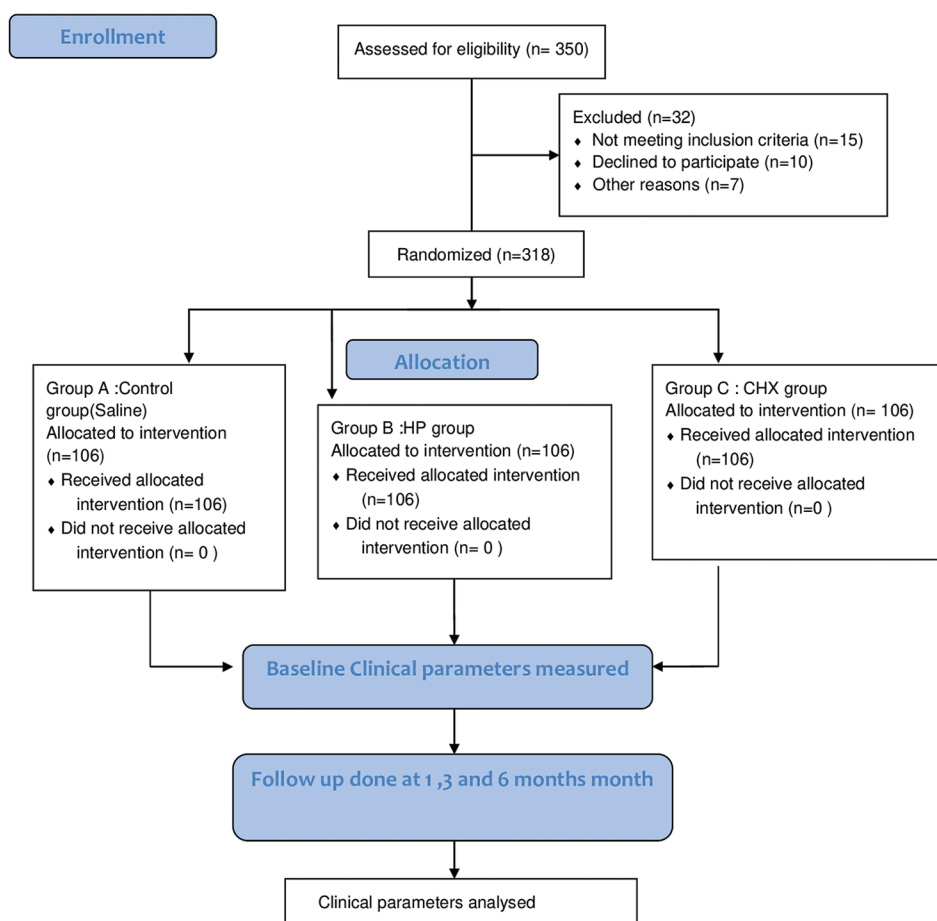 Enrollment
Assessed for eligibility (n= 350)
Excluded (n=32)
♦ Not meeting inclusion criteria (n=15)
♦ Declined to participate (n=10)
♦ Other reasons (n=7)
Randomized (n=318)
Allocation
Group A :Control
group(Saline)
Allocated to intervention
(n=106)
♦ Received allocated
intervention (n=106)
♦ Did not receive allocated
intervention (n= 0 )
Group B :HP group
Allocated to intervention (n=106)
♦ Received allocated intervention
(n=106)
♦ Did not receive allocated
intervention (n= 0 )
Group C : CHX group
Allocated to intervention (n= 106)
♦ Received allocated intervention
(n=106)
♦ Did not receive allocated
intervention (n=0 )
Baseline Clinical parameters measured
Follow up done at 1 ,3 and 6 months month
Clinical parameters analysed